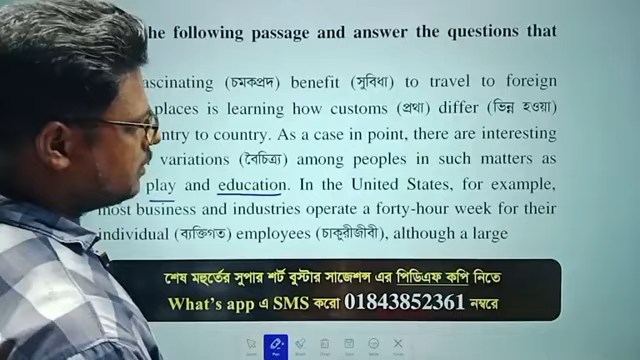 he following passage and answer the questions that
ascinating (চমকপ্রদ) benefit (সুবিধা) to travel to foreign
places is learning how customs (প্রথা) differ (ভিন্ন হওয়া)
ntry to country. As a case in point, there are interesting
variations (বৈচিত্র্য) among peoples in such matters as
play and education. In the United States, for example,
most business and industries operate a forty-hour week for their
individual (ব্যক্তিগত) employees (চাকুরীজীবী), although a large
শেষ মহুর্তের সুপার শর্ট বুস্টার সাজেশন্স এর পিডিএফ কপি নিতে
What's app এ SMS করো 01843852361 নম্বরে